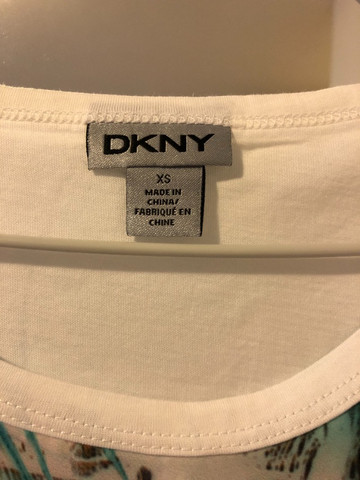 DKNY
XS
MADE IN
CHINA/
FABRIQUÉ EN
CHINE